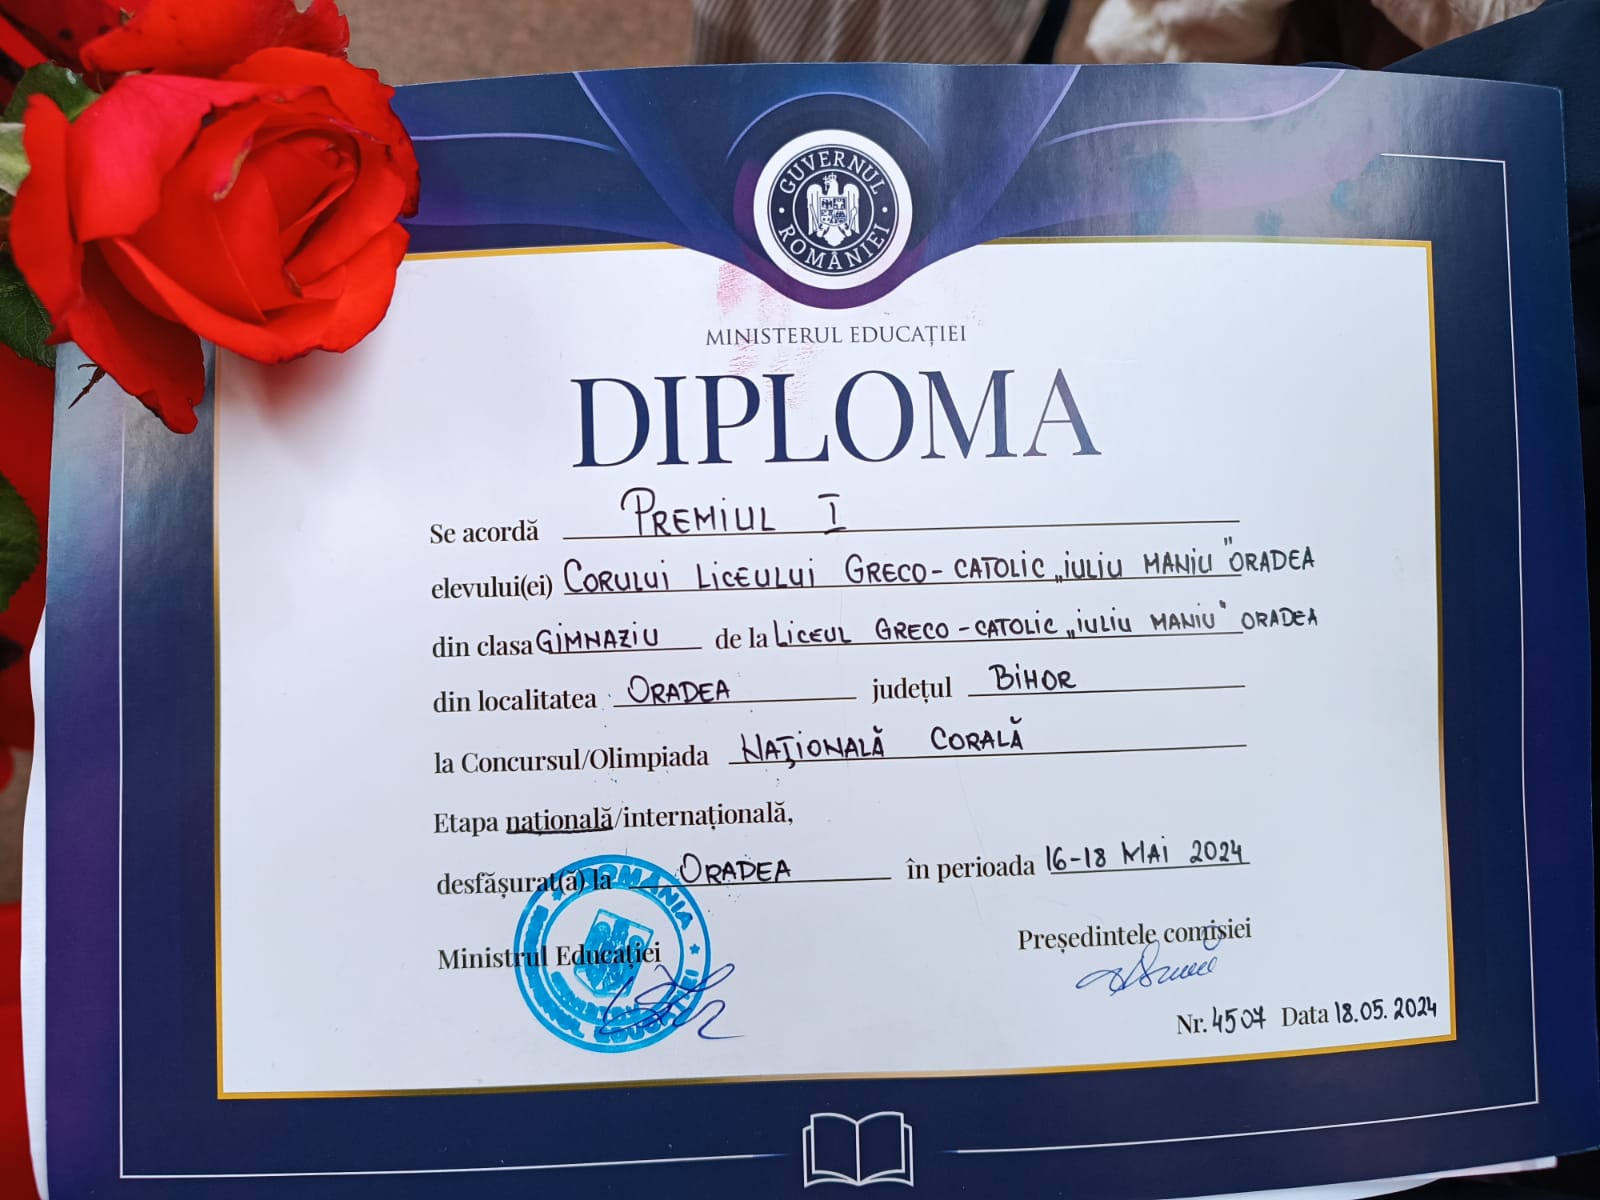 GUVERNUL ROMÂNIEI
MINISTERUL EDUCAȚIEI
DIPLOMA
Se acordă PREMIUL I
elevului(ei) CORULUI LICEULUI GRECO-CATOLIC „IULIU MANIU" ORADEA
din clasa GIMNAZIU de la LICEUL GRECO-CATOLIC „IULIU MANIU" ORADEA
din localitatea ORADEA județul BIHOR
la Concursul/Olimpiada NAȚIONALĂ CORALĂ
Etapa națională/internațională,
desfășurat(ă) la ORADEA în perioada 16-18 MAI 2024
Ministrul Educației Președintele comisiei
ROMÂNIA
Nr. 4507 Data 18.05.2024